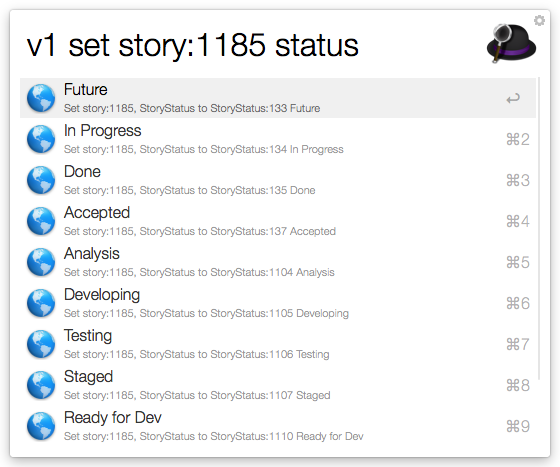 v1 set story:1185 status
Future
Set story:1185, StoryStatus to StoryStatus:133 Future
↩
In Progress
Set story:1185, StoryStatus to StoryStatus:134 In Progress
⌘2
Done
Set story:1185, StoryStatus to StoryStatus:135 Done
⌘3
Accepted
Set story:1185, StoryStatus to StoryStatus:137 Accepted
⌘4
Analysis
Set story:1185, StoryStatus to StoryStatus:1104 Analysis
⌘5
Developing
Set story:1185, StoryStatus to StoryStatus:1105 Developing
⌘6
Testing
Set story:1185, StoryStatus to StoryStatus:1106 Testing
⌘7
Staged
Set story:1185, StoryStatus to StoryStatus:1107 Staged
⌘8
Ready for Dev
Set story:1185, StoryStatus to StoryStatus:1110 Ready for Dev
⌘9